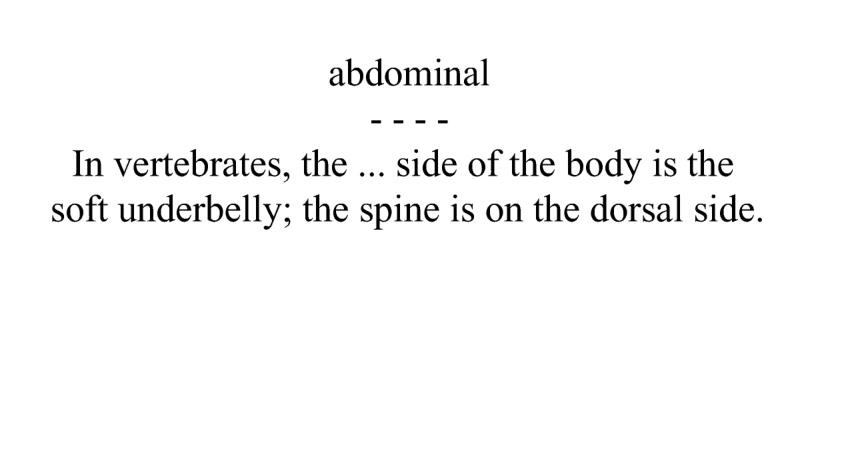 abdominal
- - - -
In vertebrates, the ... side of the body is the
soft underbelly; the spine is on the dorsal side.